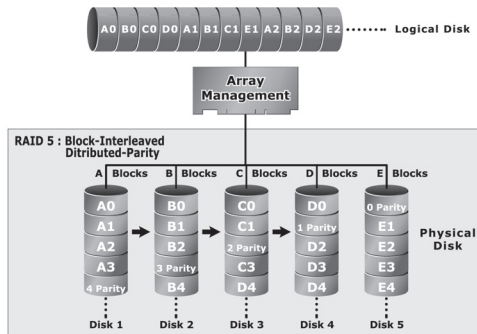 A0 B0 C0 D0 A1 B1 C1 E1 A2 B2 D2 E2 Logical Disk
Array
Management
RAID 5 : Block-Interleaved
Ditributed-Parity
A Blocks B Blocks C Blocks D Blocks E Blocks
A0 B0 C0 D0 0 Parity
A1 B1 C1 1 Parity E1
A2 B2 2 Parity D2 E2
A3 3 Parity C3 D3 E3
4 Parity B4 D4 D4 E4
Physical
Disk
Disk 1 Disk 2 Disk 3 Disk 4 Disk 5